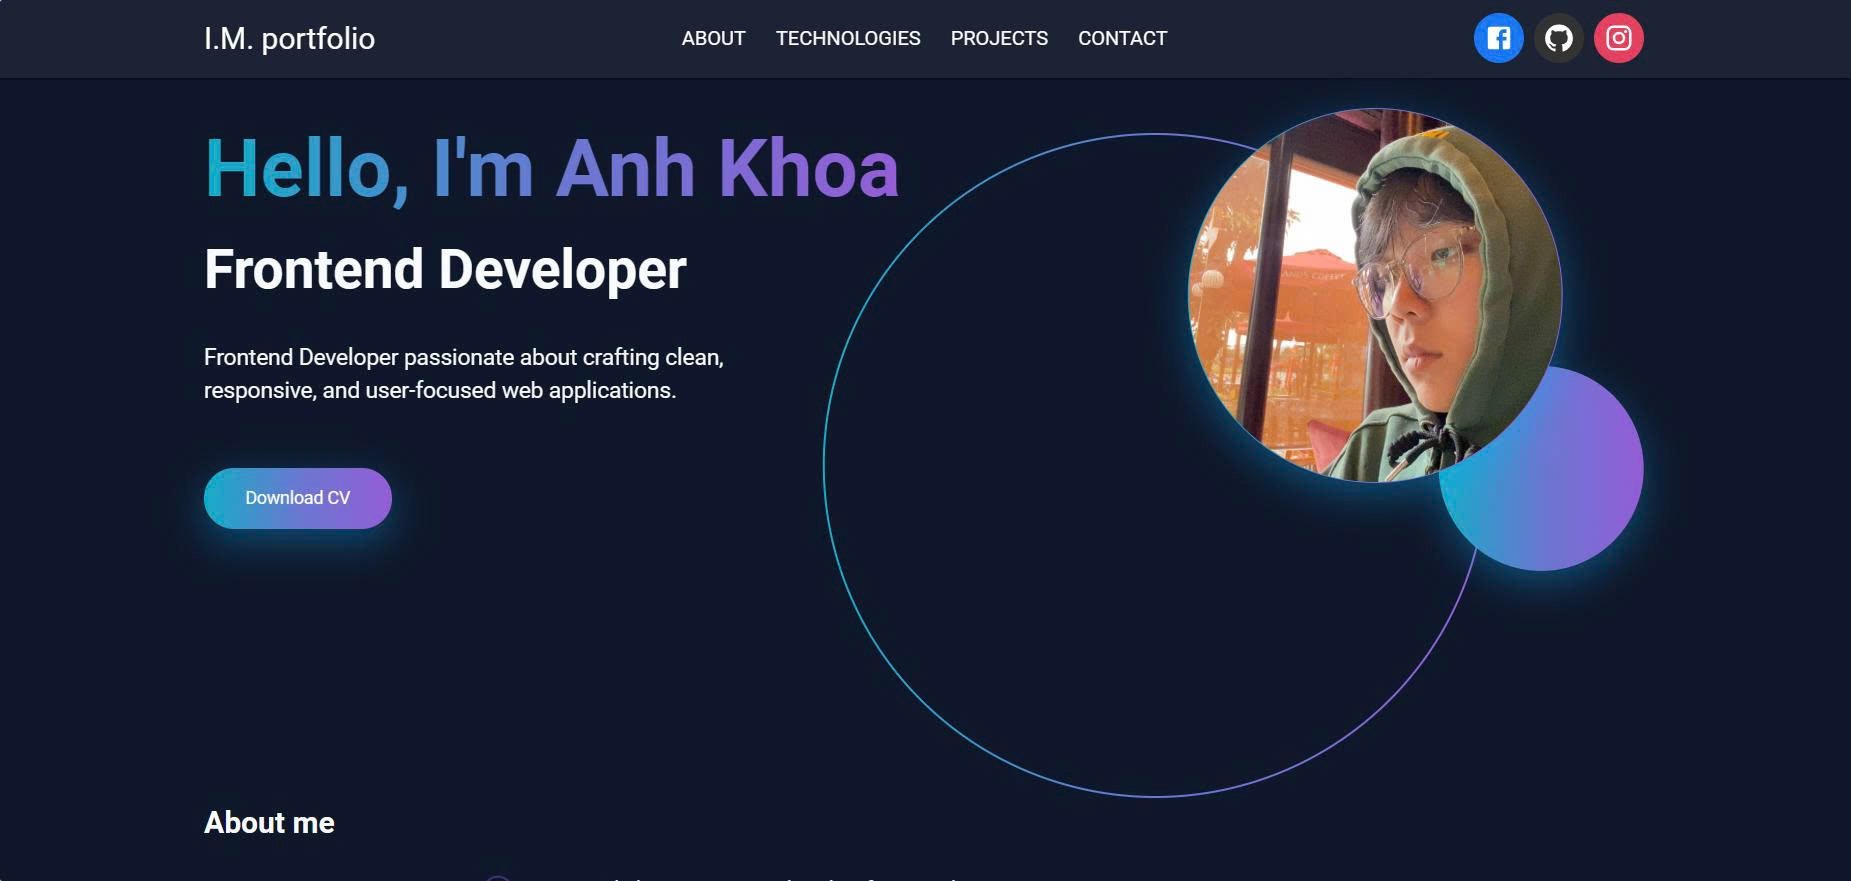 I.M. portfolio
ABOUT TECHNOLOGIES PROJECTS CONTACT
Hello, I'm Anh Khoa
Frontend Developer
Frontend Developer passionate about crafting clean,
responsive, and user-focused web applications.
Download CV
About me